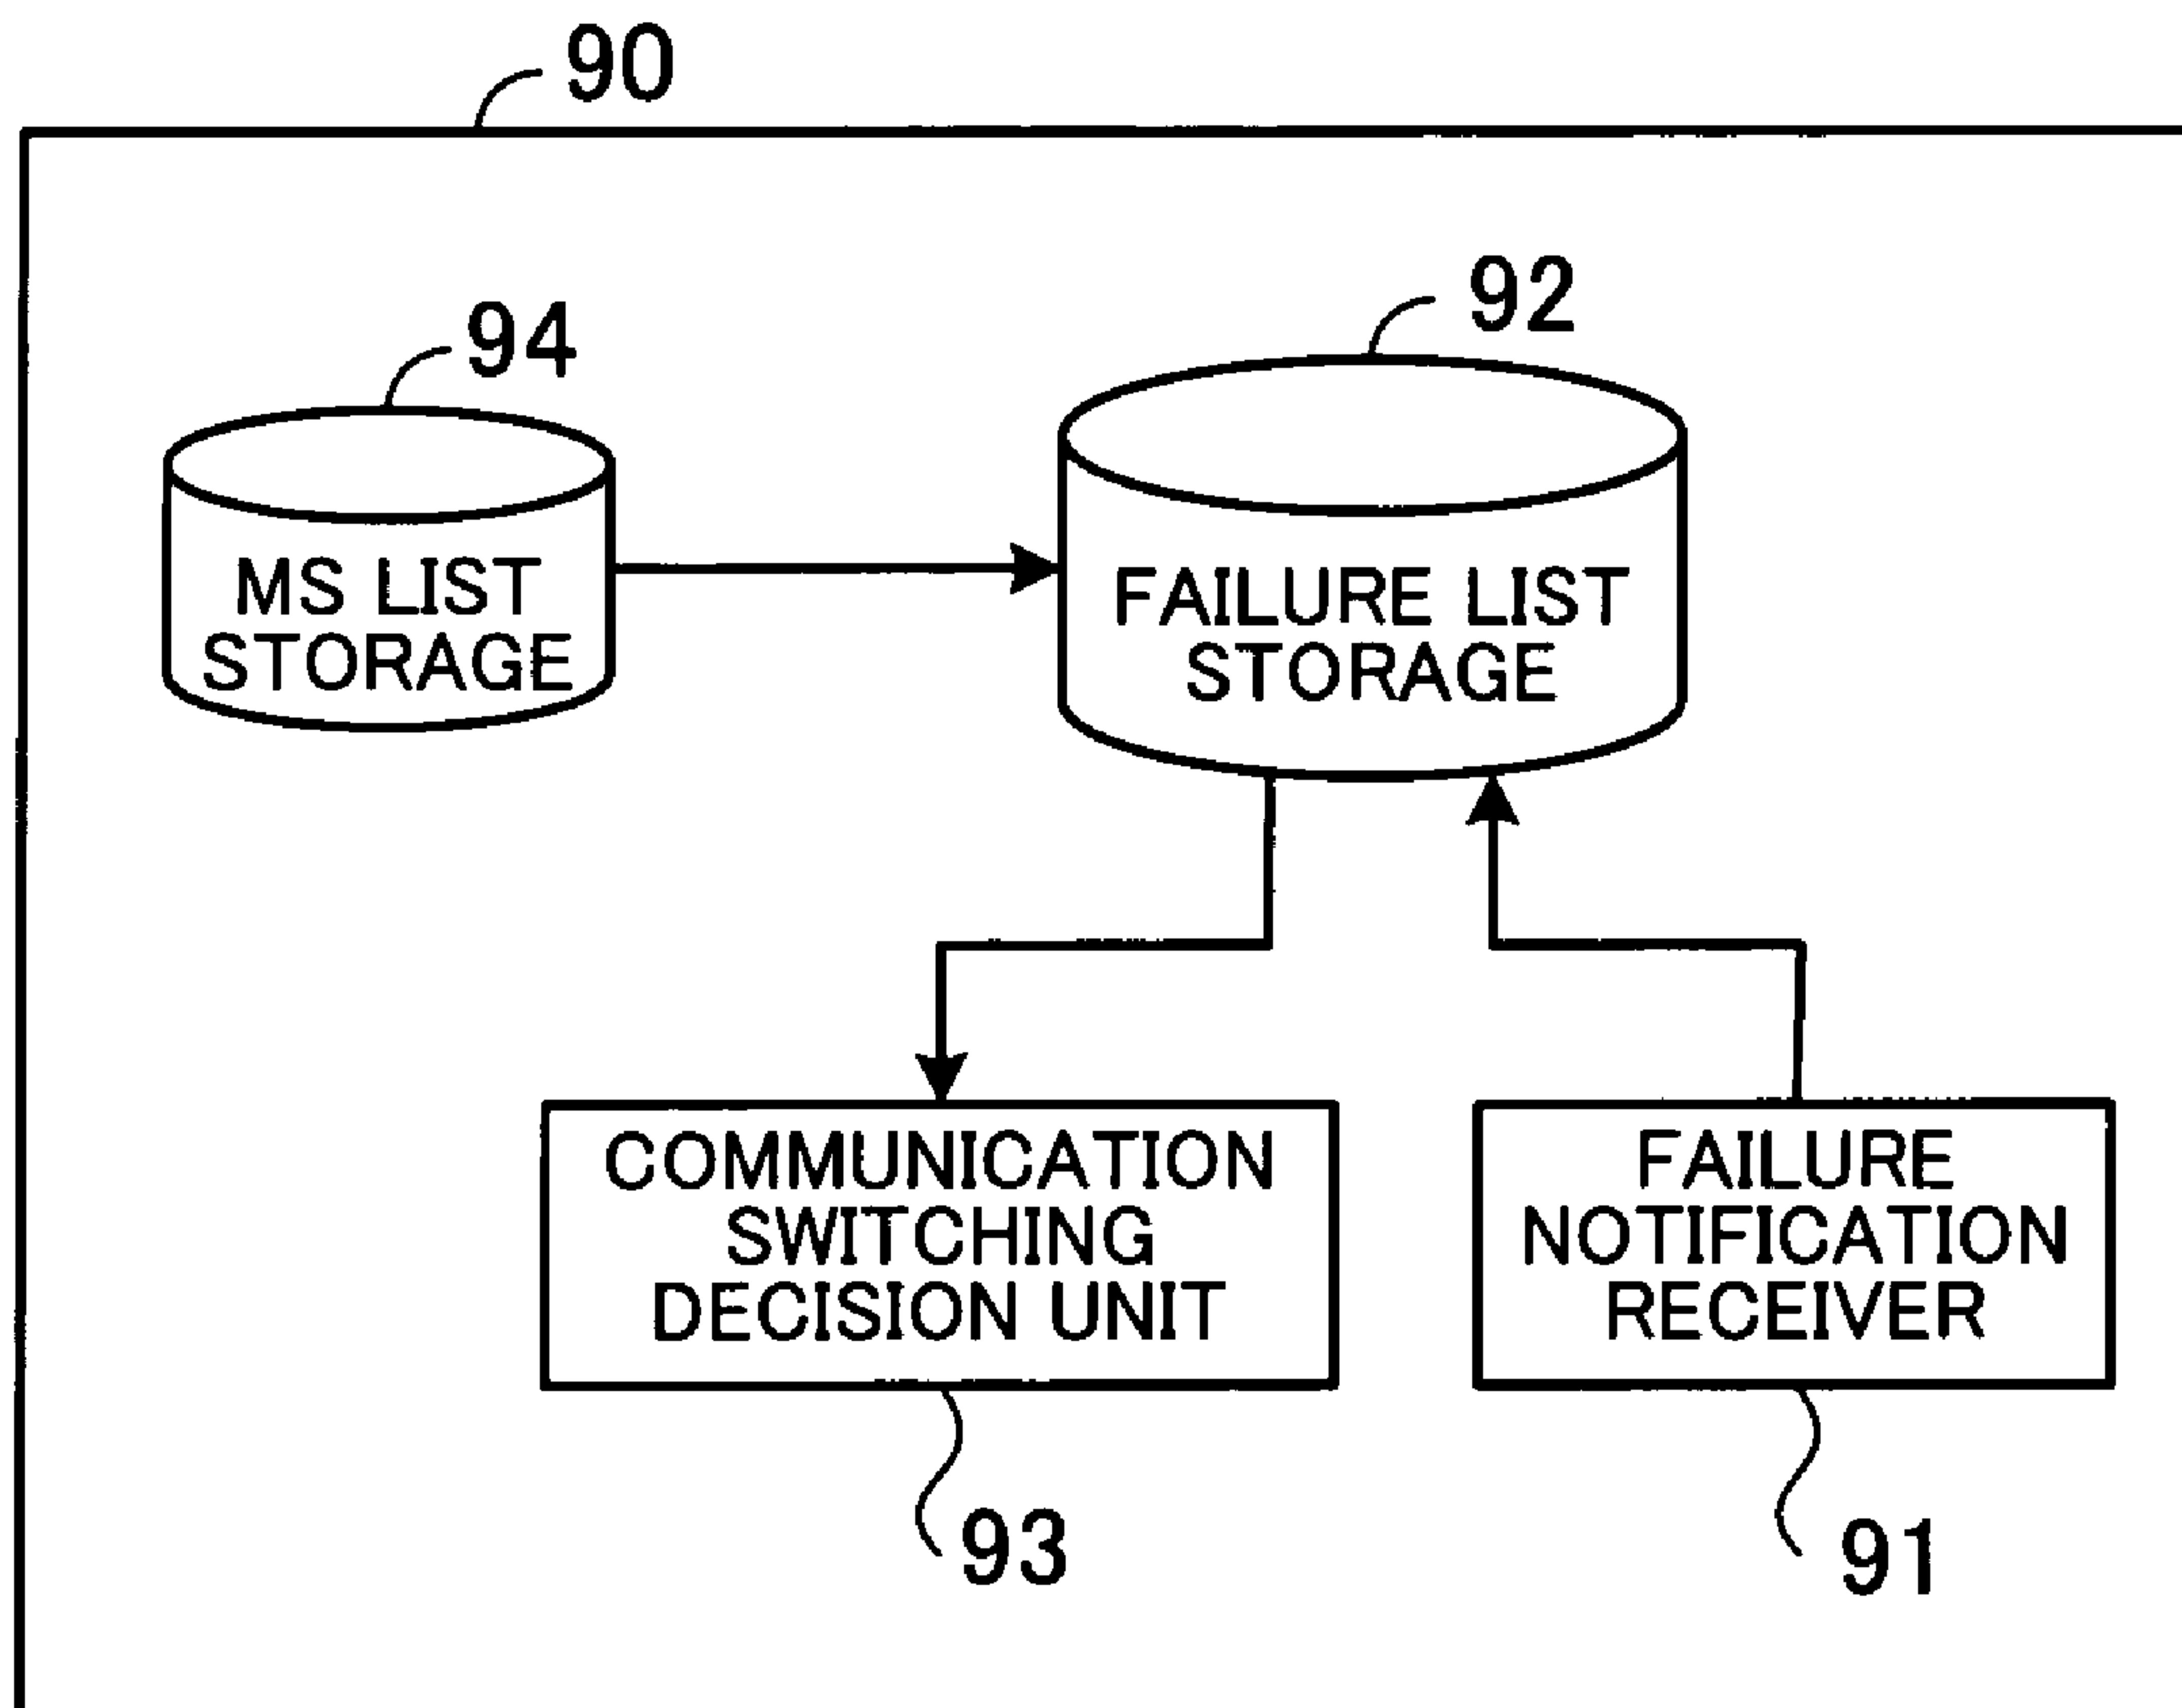 90
94
92
MS LIST
STORAGE
FAILURE LIST
STORAGE
COMMUNICATION
SWITCHING
DECISION UNIT
FAILURE
NOTIFICATION
RECEIVER
93
91